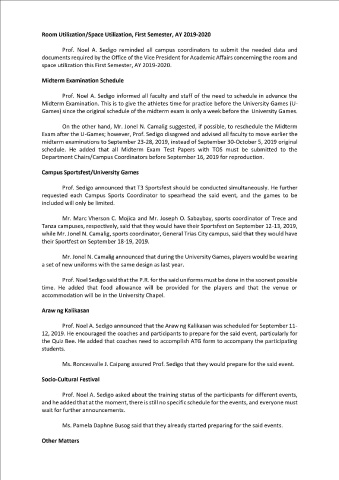 Room Utilization/Space Utilization, First Semester, AY 2019-2020
Prof. Noel A. Sedigo reminded all campus coordinators to submit the needed data and
documents required by the Office of the Vice President for Academic Affairs concerning the room and
space utilization this First Semester, AY 2019-2020.
Midterm Examination Schedule
Prof. Noel A. Sedigo informed all faculty and staff of the need to schedule in advance the
Midterm Examination. This is to give the athletes time for practice before the University Games (U-
Games) since the original schedule of the midterm exam is only a week before the University Games.
On the other hand, Mr. Jonel N. Camalig suggested, if possible, to reschedule the Midterm
Exam after the U-Games; however, Prof. Sedigo disagreed and advised all faculty to move earlier the
midterm examinations to September 23-28, 2019, instead of September 30-October 5, 2019 original
schedule. He added that all Midterm Exam Test Papers with TOS must be submitted to the
Department Chairs/Campus Coordinators before September 16, 2019 for reproduction.
Campus Sportsfest/University Games
Prof. Sedigo announced that T3 Sportsfest should be conducted simultaneously. He further
requested each Campus Sports Coordinator to spearhead the said event, and the games to be
included will only be limited.
Mr. Marc Vherson C. Mojica and Mr. Joseph O. Sabaybay, sports coordinator of Trece and
Tanza campuses, respectively, said that they would have their Sportsfest on September 12-13, 2019,
while Mr. Jonel N. Camalig, sports coordinator, General Trias City campus, said that they would have
their Sportfest on September 18-19, 2019.
Mr. Jonel N. Camalig announced that during the University Games, players would be wearing
a set of new uniforms with the same design as last year.
Prof. Noel Sedigo said that the P.R. for the said uniforms must be done in the soonest possible
time. He added that food allowance will be provided for the players and that the venue or
accommodation will be in the University Chapel.
Araw ng Kalikasan
Prof. Noel A. Sedigo announced that the Araw ng Kalikasan was scheduled for September 11-
12, 2019. He encouraged the coaches and participants to prepare for the said event, particularly for
the Quiz Bee. He added that coaches need to accomplish ATG form to accompany the participating
students.
Ms. Roncesvalle J. Caipang assured Prof. Sedigo that they would prepare for the said event.
Socio-Cultural Festival
Prof. Noel A. Sedigo asked about the training status of the participants for different events,
and he added that at the moment, there is still no specific schedule for the events, and everyone must
wait for further announcements.
Ms. Pamela Daphne Busog said that they already started preparing for the said events.
Other Matters